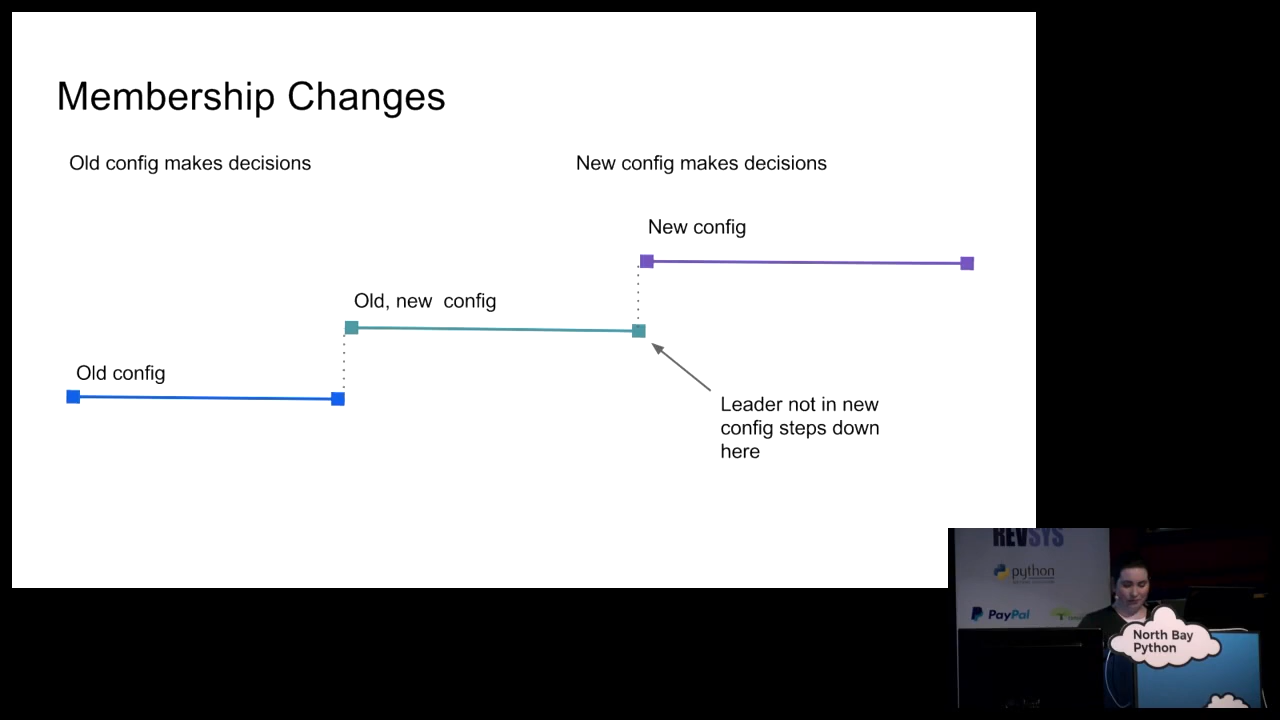 Membership Changes
Old config makes decisions
New config makes decisions
New config
Old, new  config
Old config
Leader not in new
config steps down
here
REVSYS
python
PayPal
North Bay
Python